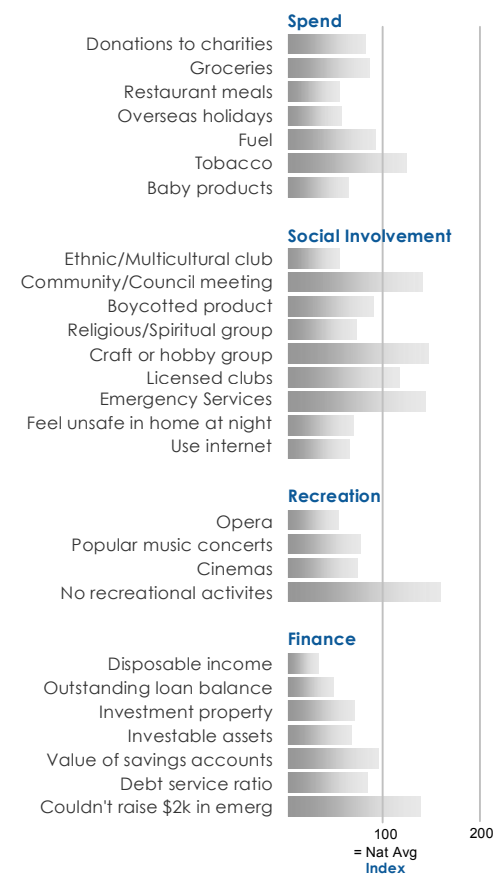 Spend
Donations to charities
Groceries
Restaurant meals
Overseas holidays
Fuel
Tobacco
Baby products
Social Involvement
Ethnic/Multicultural club
Community/Council meeting
Boycotted product
Religious/Spiritual group
Craft or hobby group
Licensed clubs
Emergency Services
Feel unsafe in home at night
Use internet
Recreation
Opera
Popular music concerts
Cinemas
No recreational activites
Finance
Disposable income
Outstanding loan balance
Investment property
Investable assets
Value of savings accounts
Debt service ratio
Couldn't raise $2k in emerg
100 200
= Nat Avg
Index